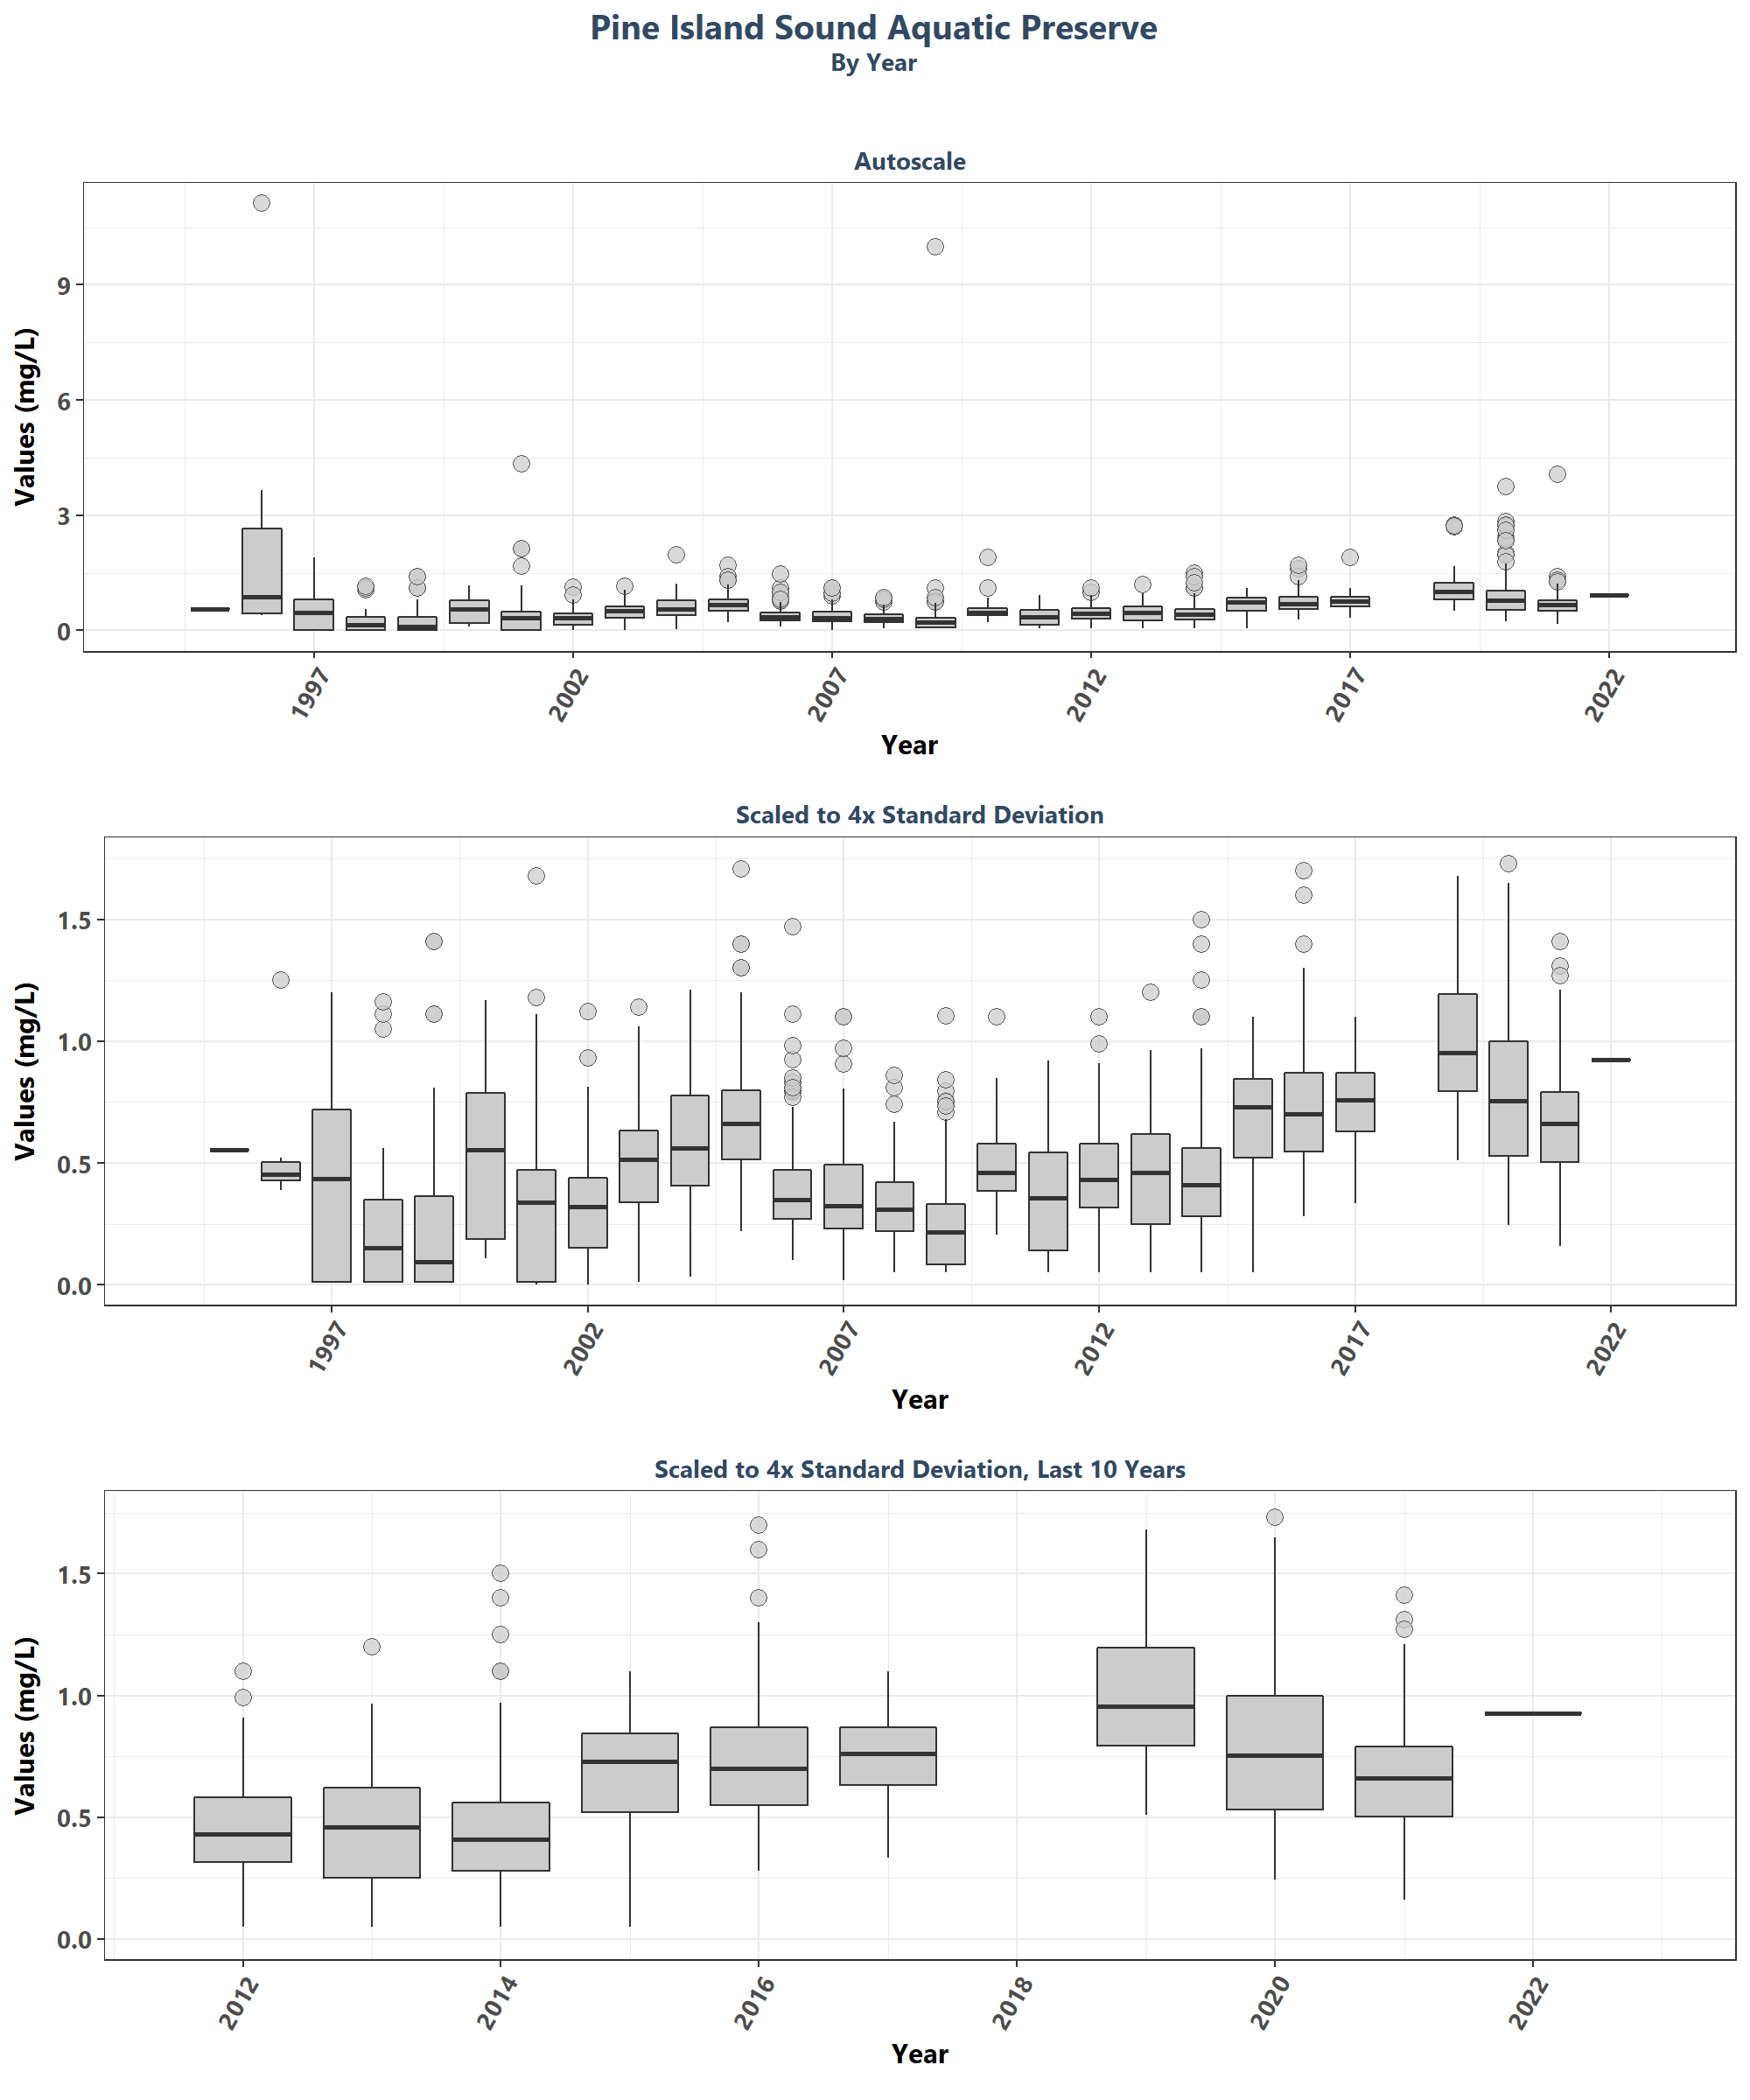 Pine Island Sound Aquatic Preserve
By Year
Autoscale
Values (mg/L)
9
6
3
0
1997 2002 2007 2012 2017 2022
Year
Scaled to 4x Standard Deviation
Values (mg/L)
1.5
1.0
0.5
0.0
1997 2002 2007 2012 2017 2022
Year
Scaled to 4x Standard Deviation, Last 10 Years
Values (mg/L)
1.5
1.0
0.5
0.0
2012 2014 2016 2018 2020 2022
Year